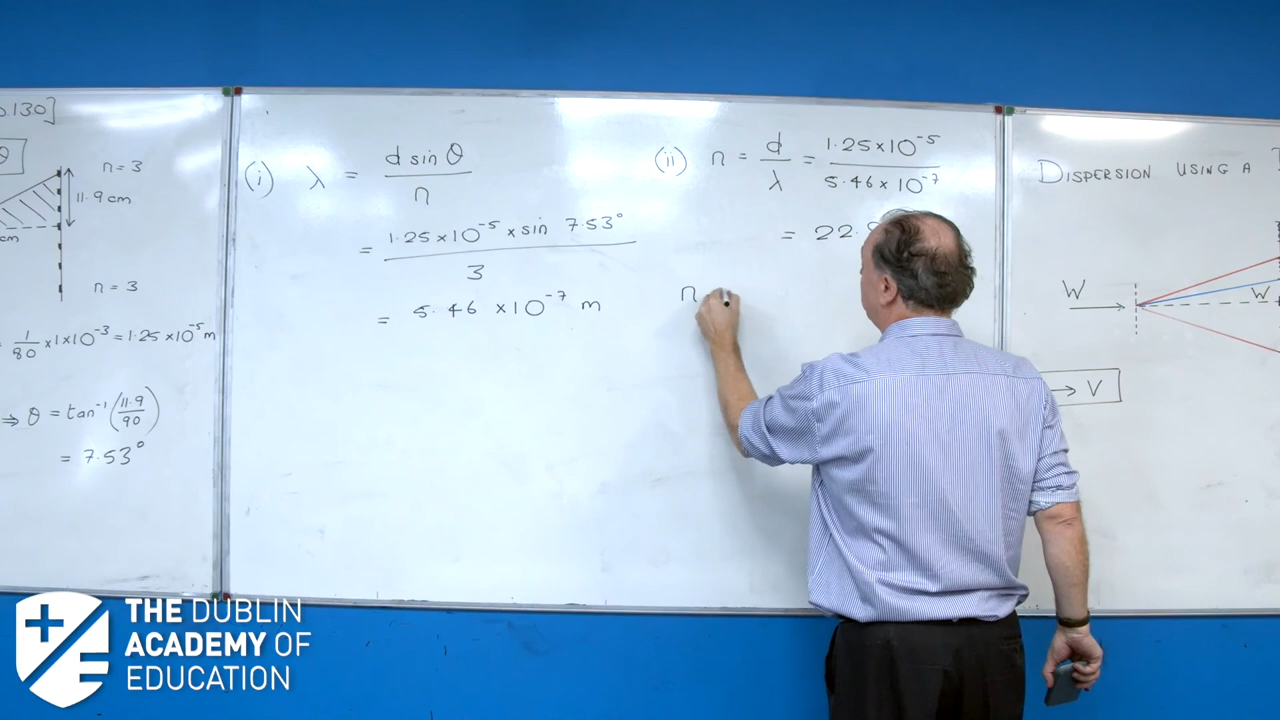 0.130]
θ
n = 3
11.9 cm
cm
n = 3
1/80 × 1 × 10⁻³ = 1.25 × 10⁻⁵ m
⇒ θ = tan⁻¹ (11.9/90)
= 7.53°
(i) λ = d sin θ / n
= 1.25 × 10⁻⁵ × sin 7.53° / 3
= 5.46 × 10⁻⁷ m
(ii) n = d/λ = 1.25 × 10⁻⁵ / 5.46 × 10⁻⁷
= 22.
n
DISPERSION USING A
W
W
→ V
THE DUBLIN
ACADEMY OF
EDUCATION